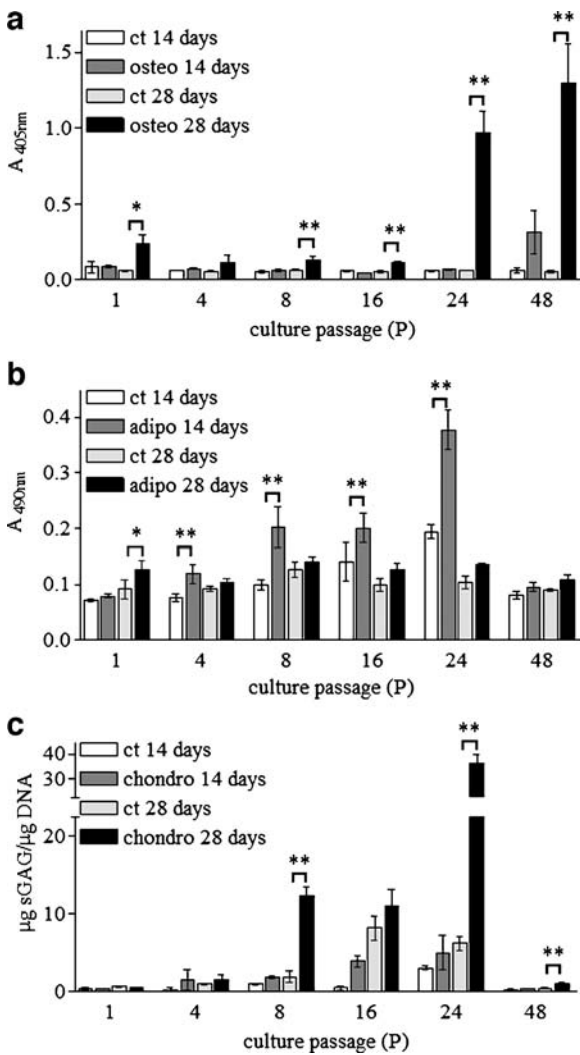 a
ct 14 days
osteo 14 days
ct 28 days
osteo 28 days
A 405nm
1.5
1.0
0.5
0.0
* ** ** ** **
1 4 8 16 24 48
culture passage (P)
b
ct 14 days
adipo 14 days
ct 28 days
adipo 28 days
A 490nm
0.4
0.3
0.2
0.1
0.0
* ** ** ** **
1 4 8 16 24 48
culture passage (P)
c
ct 14 days
chondro 14 days
ct 28 days
chondro 28 days
µg sGAG/µg DNA
40
30
20
10
0
** ** **
1 4 8 16 24 48
culture passage (P)